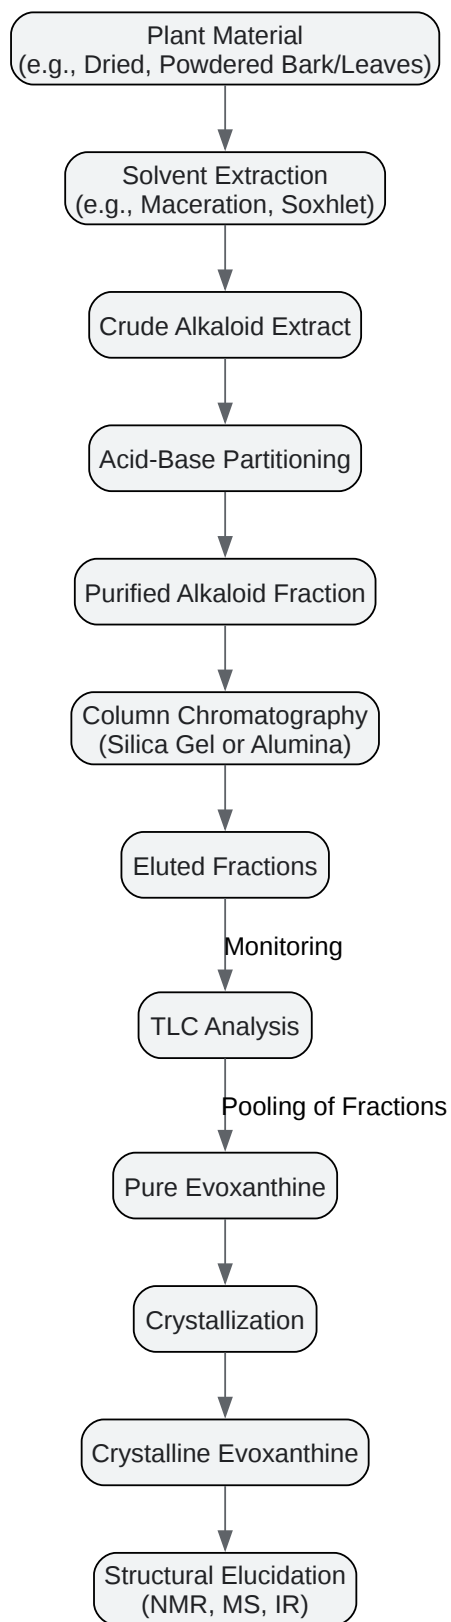 Plant Material
(e.g., Dried, Powdered Bark/Leaves)
Solvent Extraction
(e.g., Maceration, Soxhlet)
Crude Alkaloid Extract
Acid-Base Partitioning
Purified Alkaloid Fraction
Column Chromatography
(Silica Gel or Alumina)
Eluted Fractions
Monitoring
TLC Analysis
Pooling of Fractions
Pure Evoxanthine
Crystallization
Crystalline Evoxanthine
Structural Elucidation
(NMR, MS, IR)